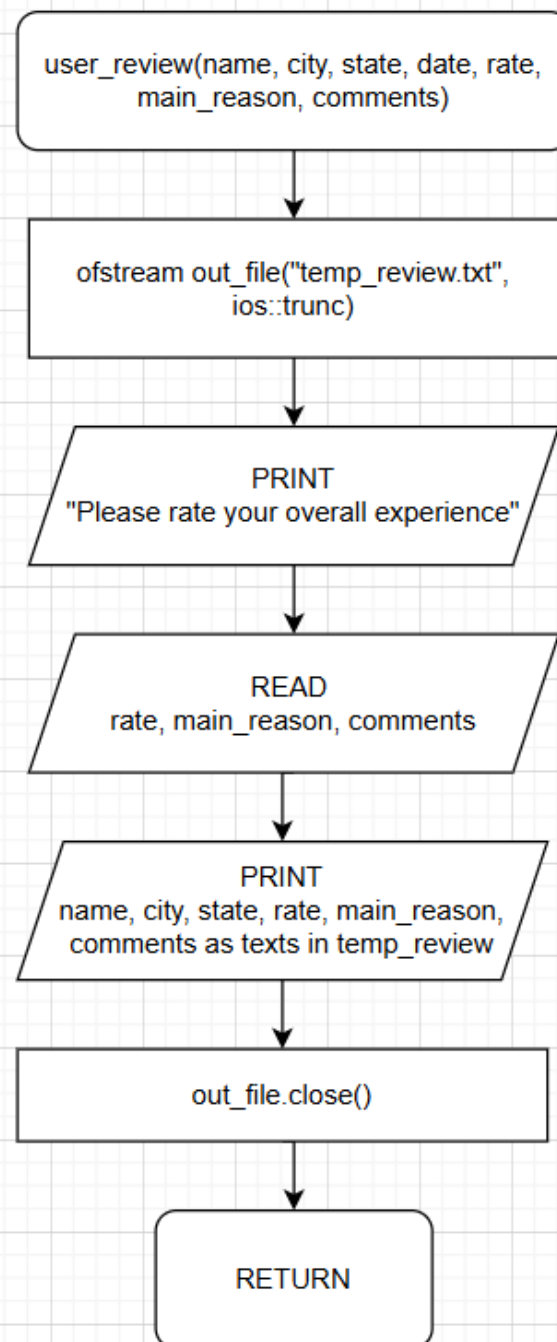 user_review(name, city, state, date, rate,
main_reason, comments)
ofstream out_file("temp_review.txt",
ios::trunc)
PRINT
"Please rate your overall experience"
READ
rate, main_reason, comments
PRINT
name, city, state, rate, main_reason,
comments as texts in temp_review
out_file.close()
RETURN